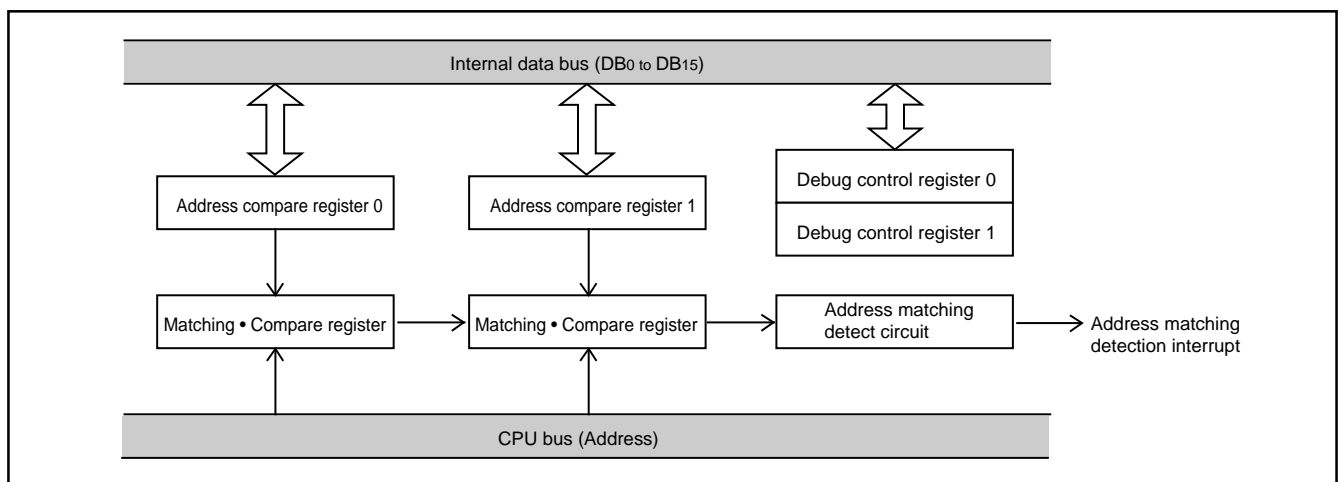 Internal data bus (DB0 to DB15)
Address compare register 0
Address compare register 1
Debug control register 0
Debug control register 1
Matching • Compare register
Matching • Compare register
Address matching
detect circuit
Address matching
detection interrupt
CPU bus (Address)